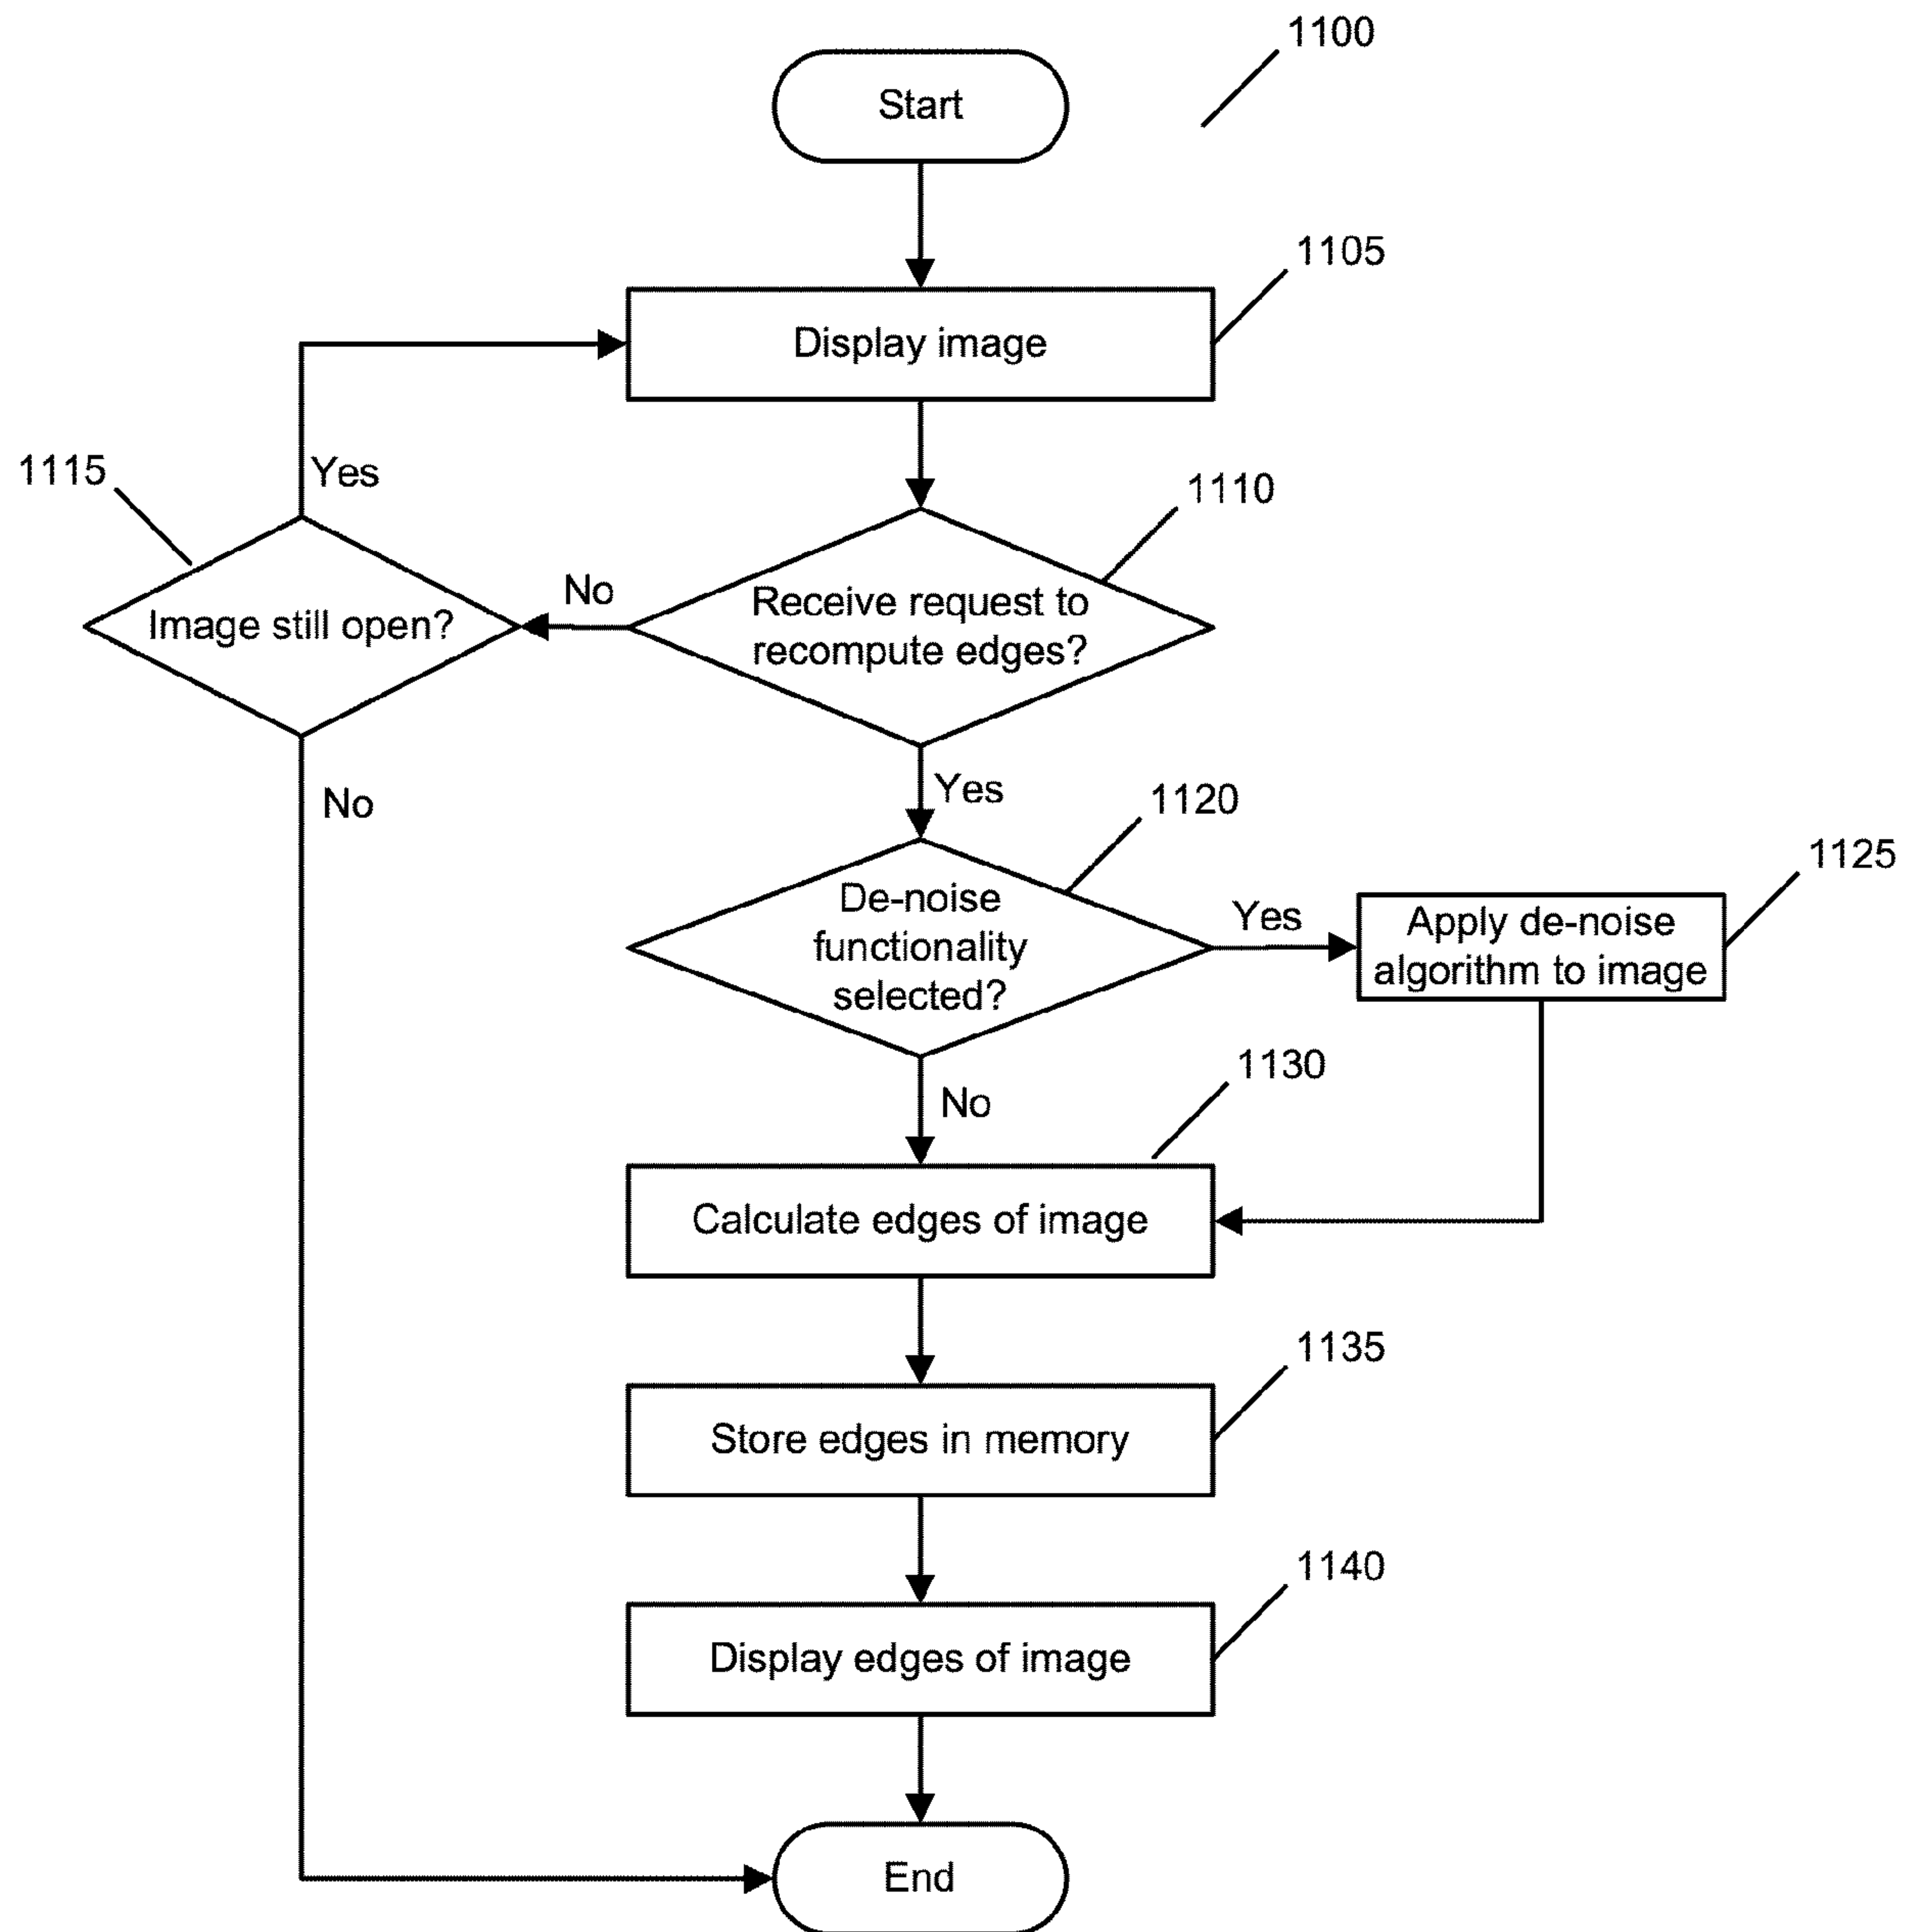 1100
Start
1105
Display image
1115
Yes
1110
No
Receive request to
recompute edges?
Image still open?
Yes
No
1120
De-noise
functionality
selected?
Yes
1125
Apply de-noise
algorithm to image
No
1130
Calculate edges of image
1135
Store edges in memory
1140
Display edges of image
End